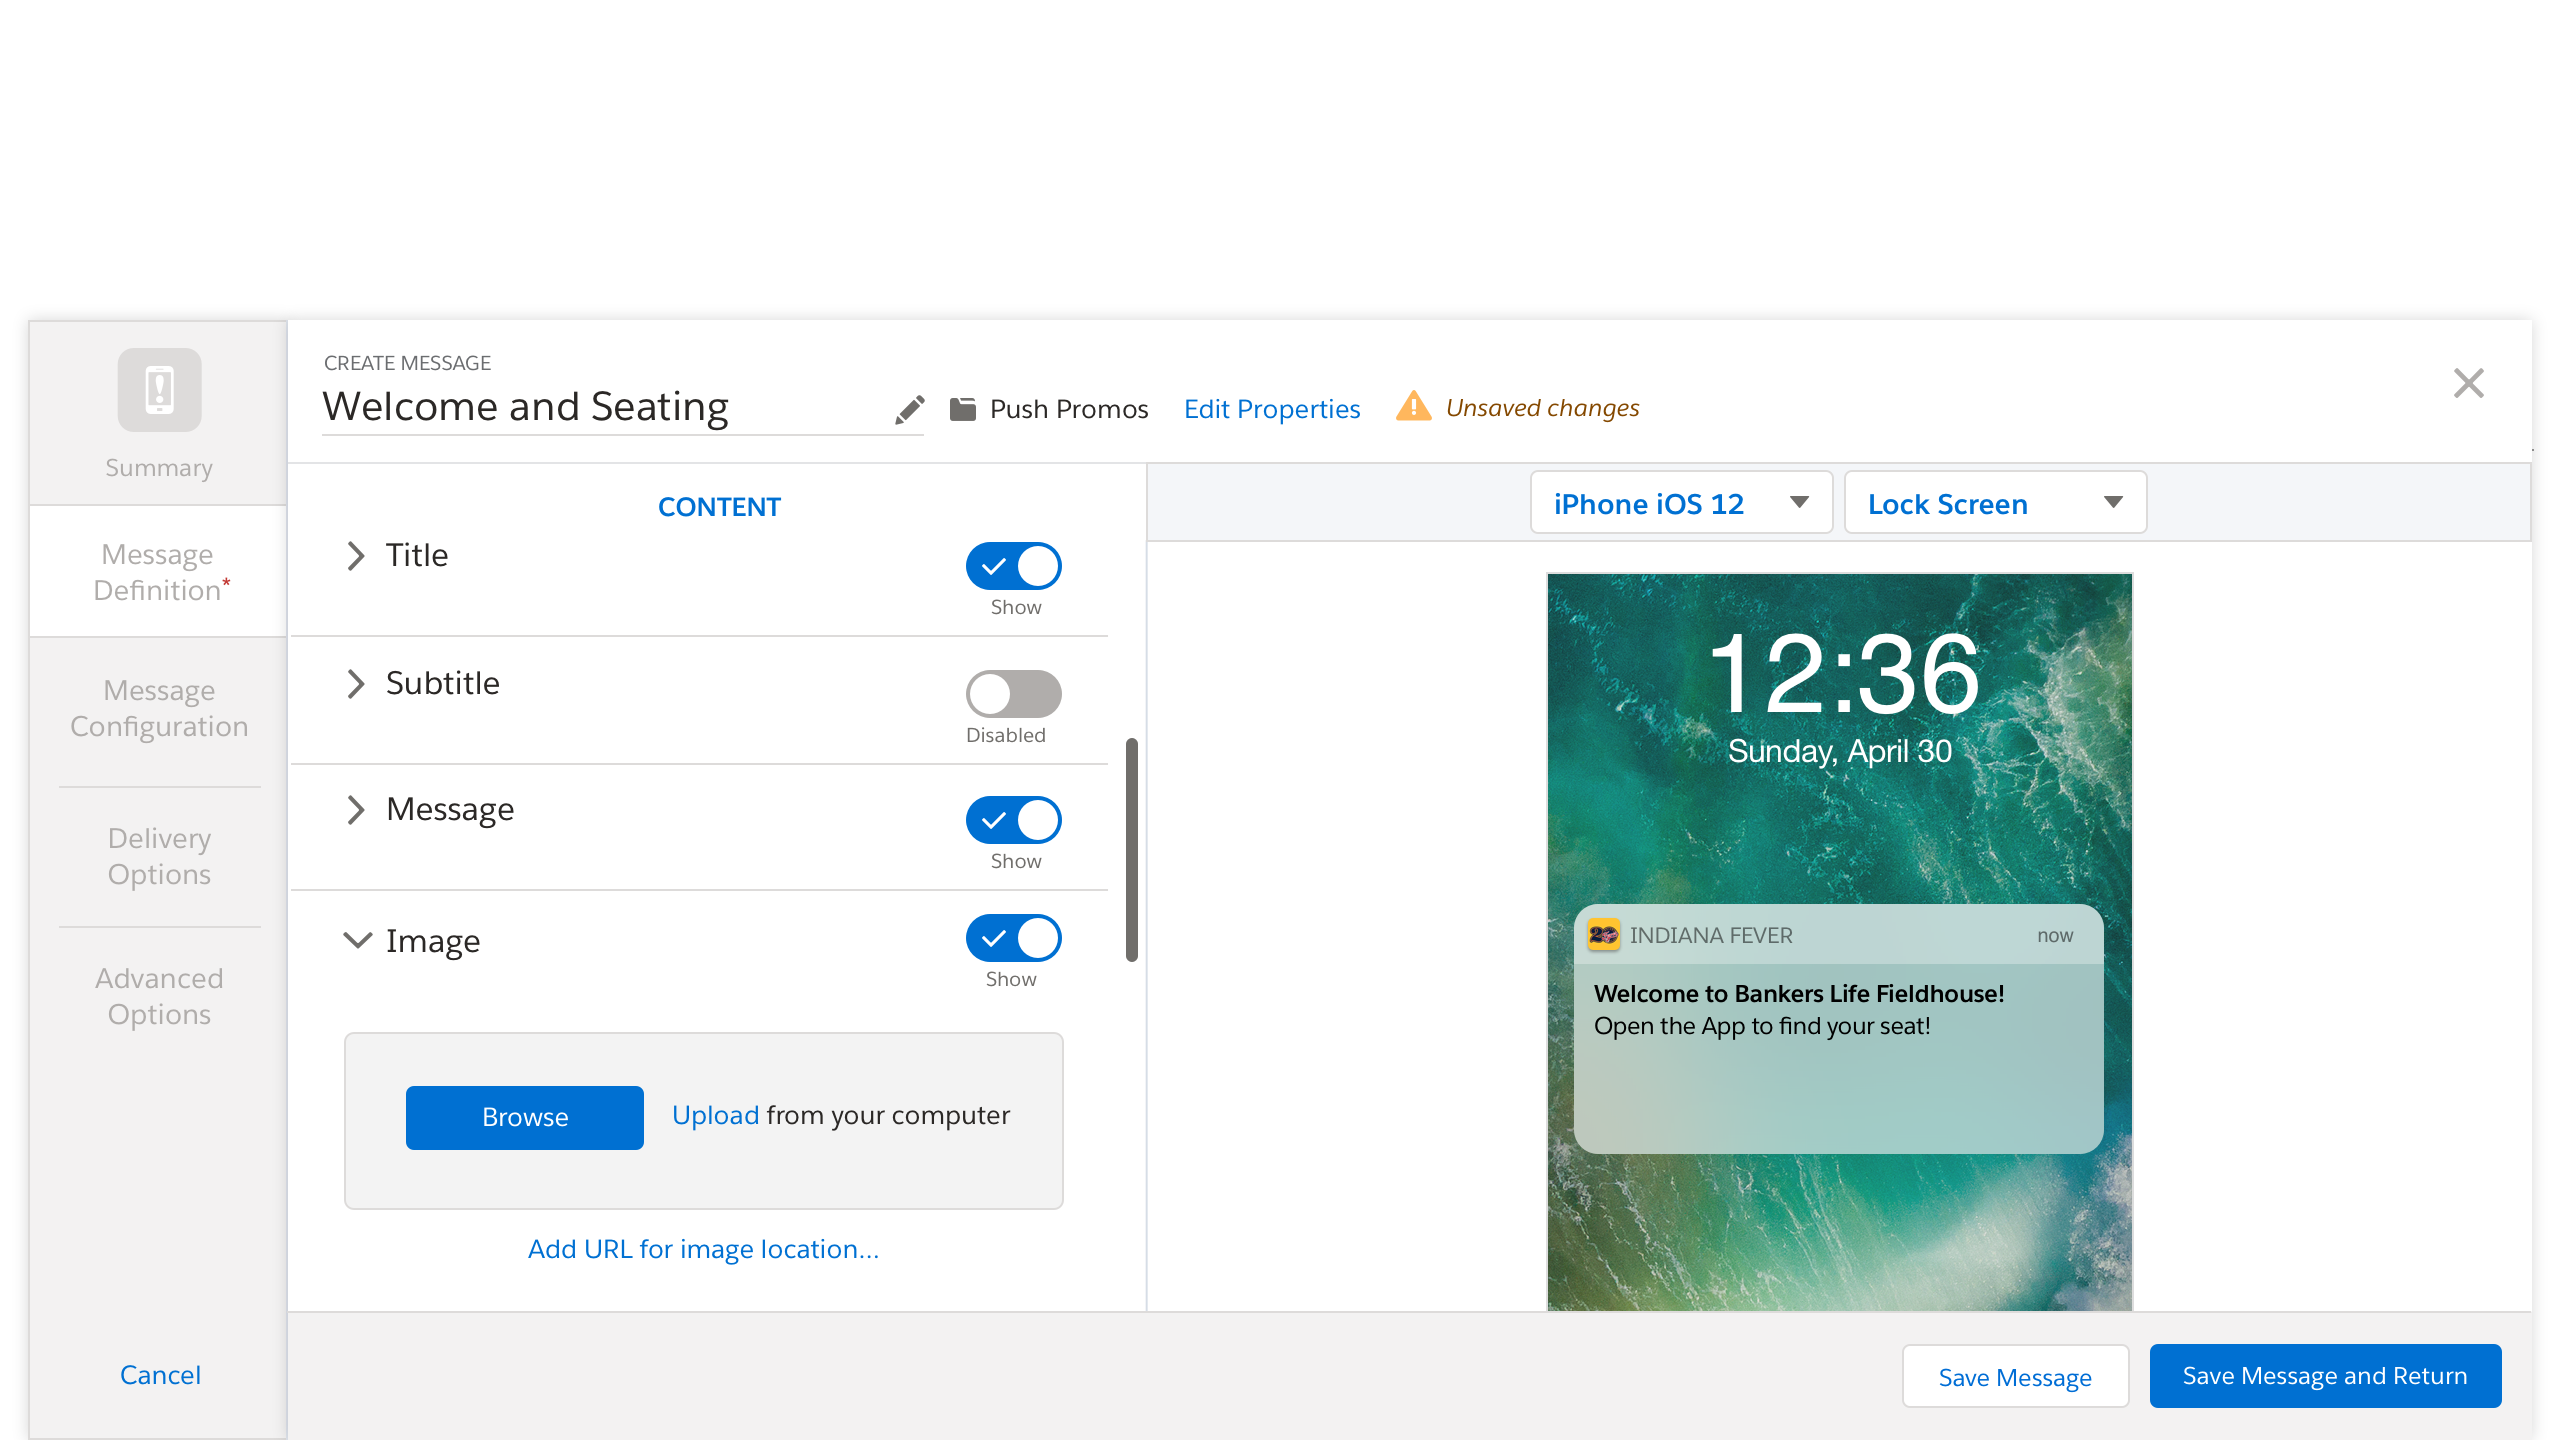 Summary
Message
Definition*
Message
Configuration
Delivery
Options
Advanced
Options
Cancel
CREATE MESSAGE
Welcome and Seating
Push Promos
Edit Properties
Unsaved changes
CONTENT
Title
Show
Subtitle
Disabled
Message
Show
Image
Show
Browse
Upload from your computer
Add URL for image location...
iPhone iOS 12
Lock Screen
12:36
Sunday, April 30
20
INDIANA FEVER
now
Welcome to Bankers Life Fieldhouse!
Open the App to find your seat!
Save Message
Save Message and Return